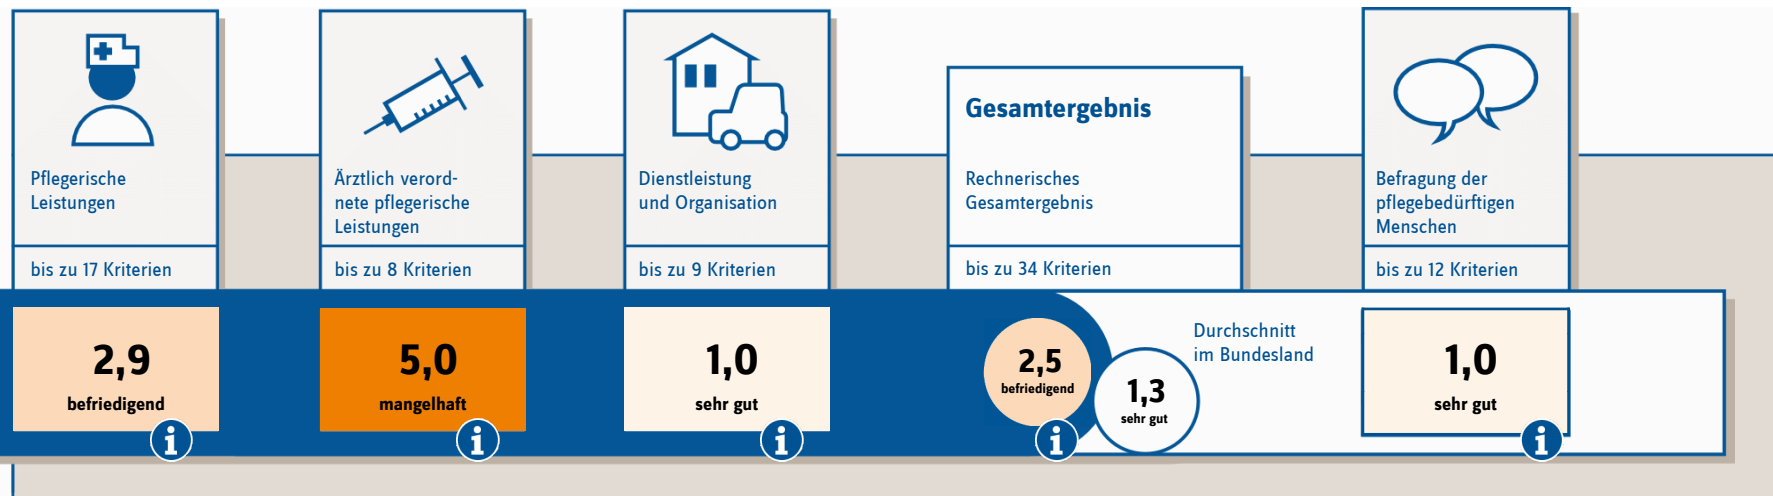 Pflegerische
Leistungen
bis zu 17 Kriterien
2,9
befriedigend
i
Ärztlich verord-
nete pflegerische
Leistungen
bis zu 8 Kriterien
5,0
mangelhaft
i
Dienstleistung
und Organisation
bis zu 9 Kriterien
1,0
sehr gut
i
Gesamtergebnis
Rechnerisches
Gesamtergebnis
bis zu 34 Kriterien
2,5
befriedigend
i
1,3
sehr gut
Durchschnitt
im Bundesland
Befragung der
pflegebedürftigen
Menschen
bis zu 12 Kriterien
1,0
sehr gut
i